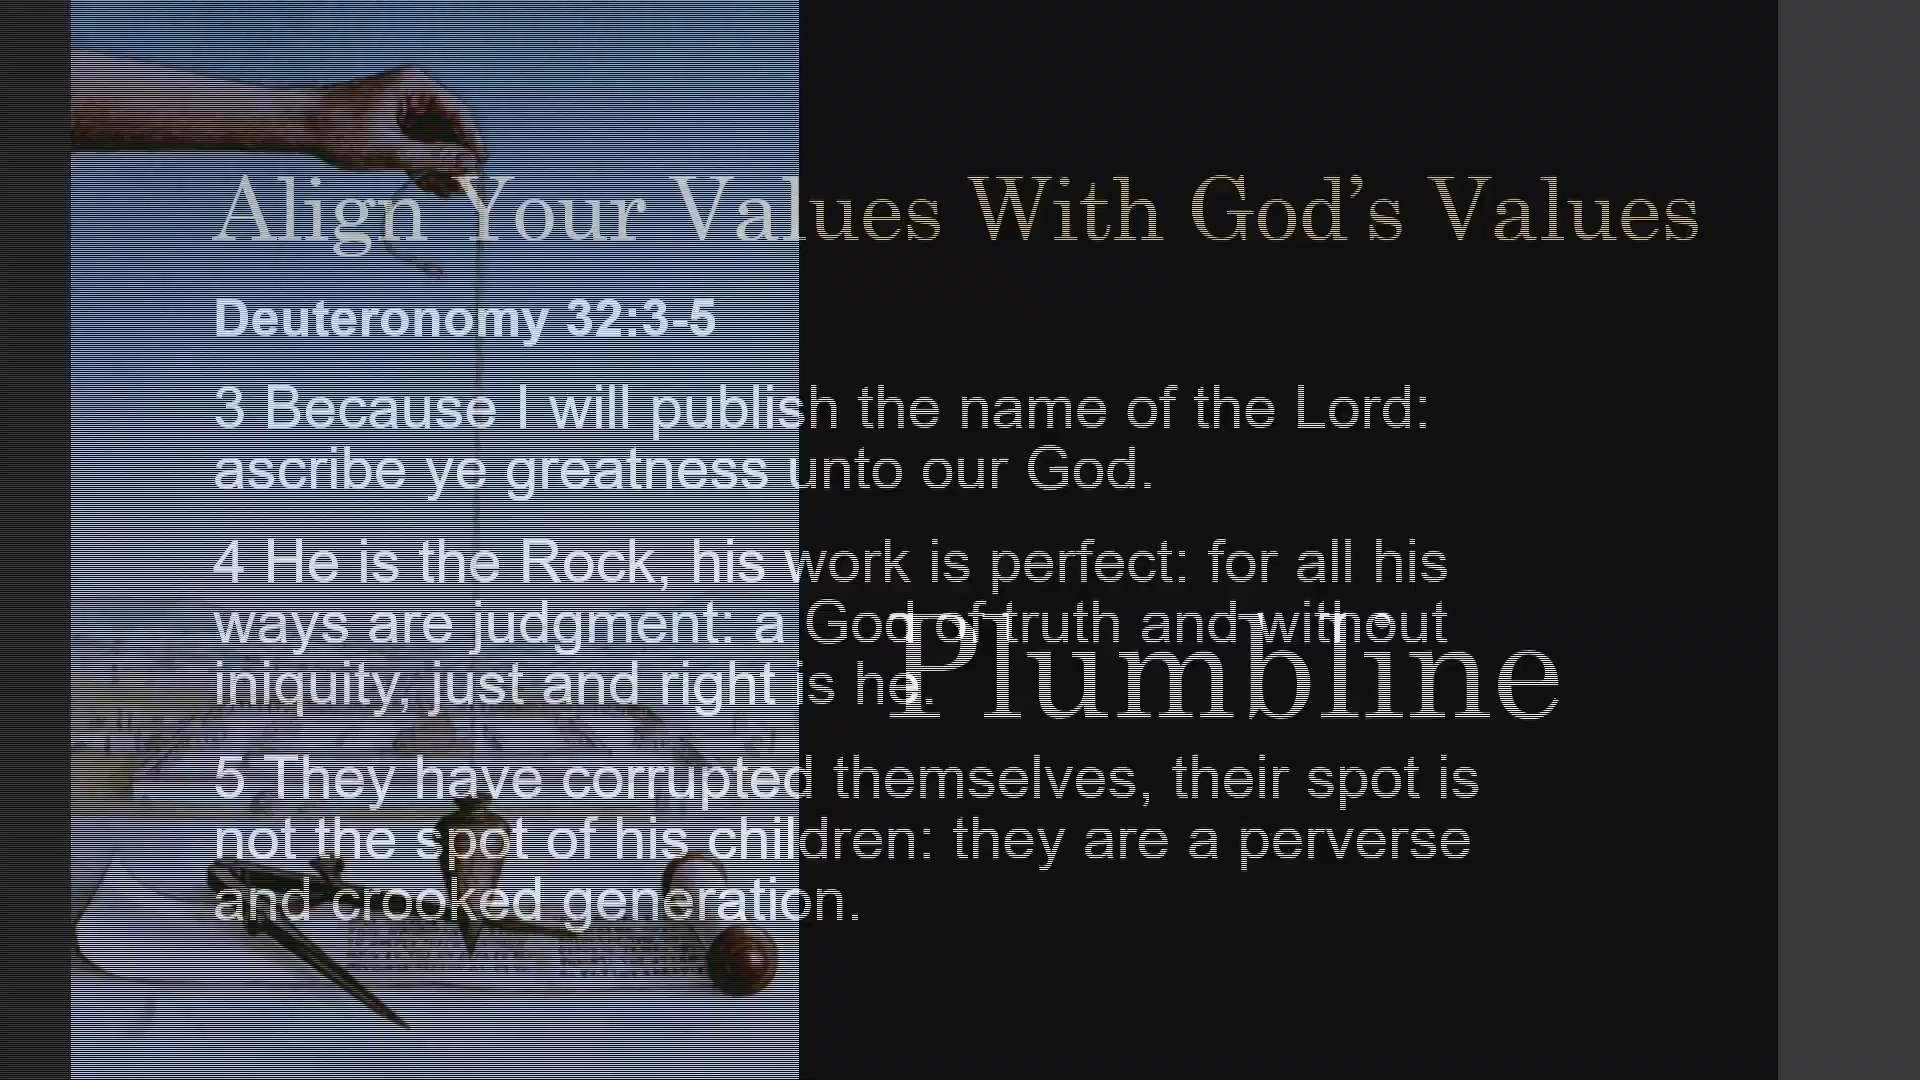 Align Your Values With God’s Values
Deuteronomy 32:3-5
3 Because I will publish the name of the Lord:
ascribe ye greatness unto our God.
4 He is the Rock, his work is perfect: for all his
ways are judgment: a God of truth and without
iniquity, just and right is he.
Plumbline
5 They have corrupted themselves, their spot is
not the spot of his children: they are a perverse
and crooked generation.